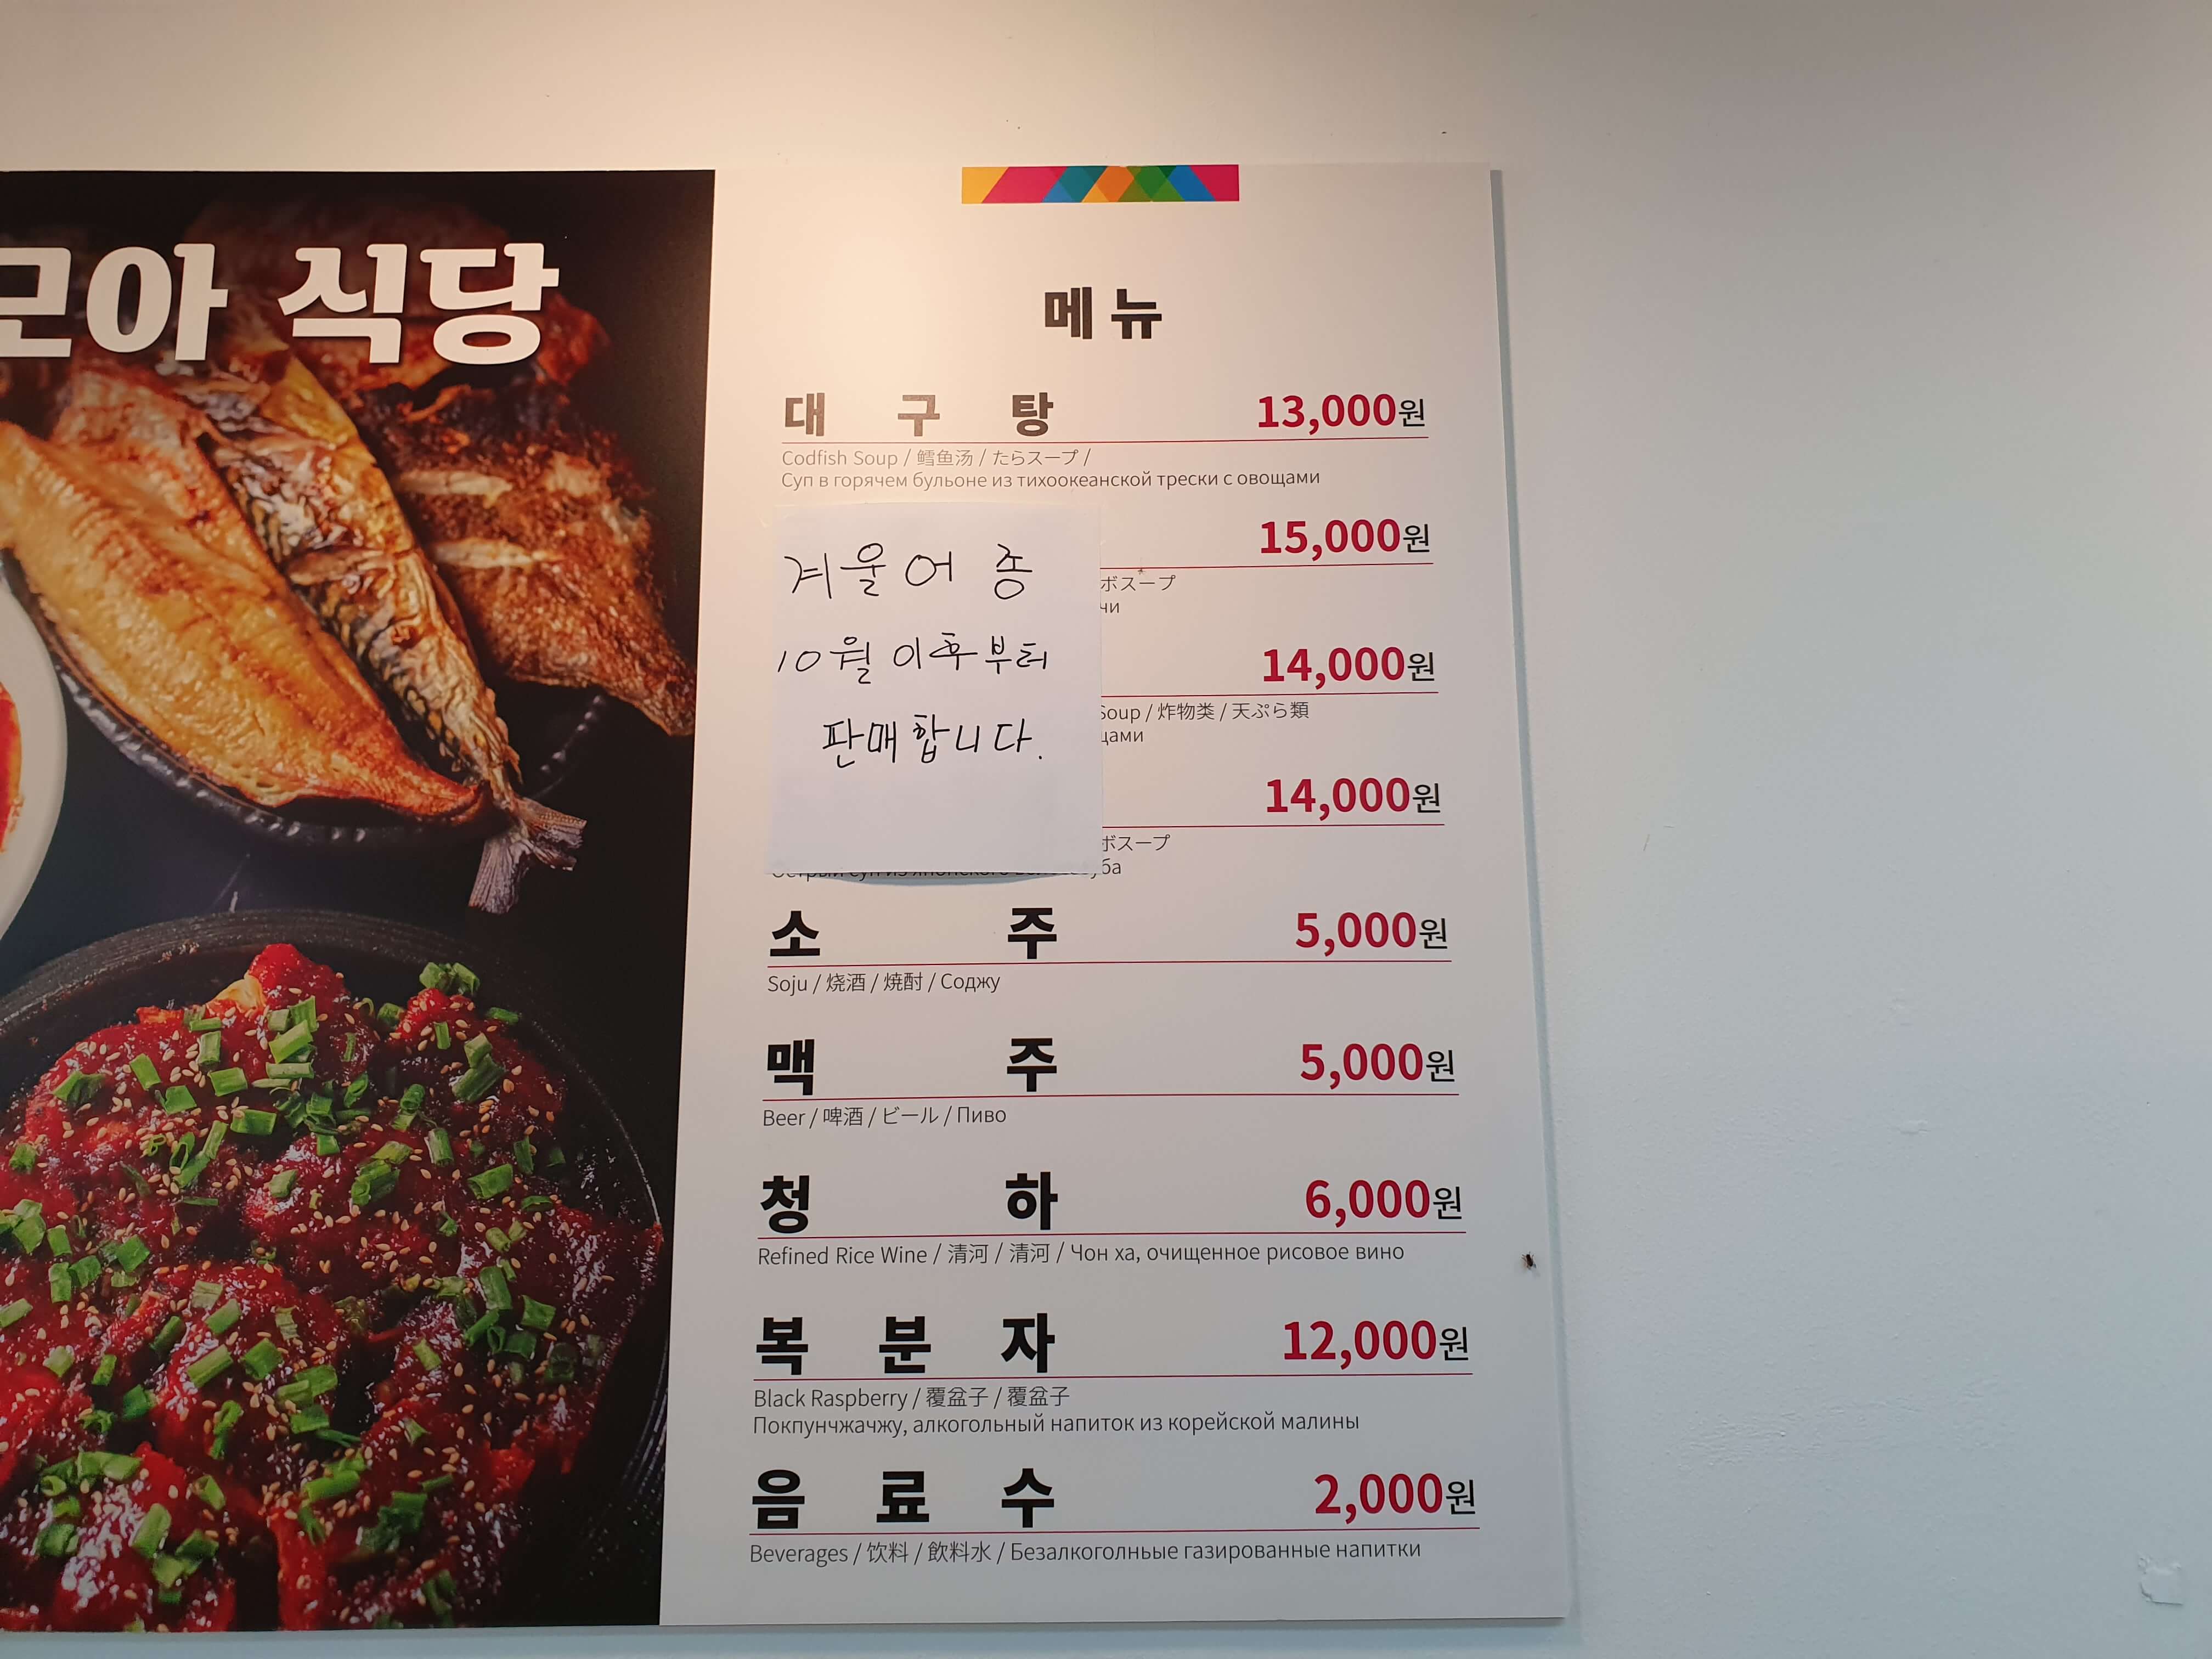 모아 식당
메뉴
대 구 탕 13,000원
Codfish Soup / 鳕鱼汤 / たらスープ /
Суп в горячем бульоне из тихоокеанской трески с овощами
15,000원
ボスープ
чи
14,000원
Soup / 炸物类 / 天ぷら類
щами
14,000원
ボスープ
겨울어 종
10월 이후부터
판매합니다.
소 주 5,000원
Soju / 烧酒 / 焼酎 / Соджу
맥 주 5,000원
Beer / 啤酒 / ビール / Пиво
청 하 6,000원
Refined Rice Wine / 清河 / 清河 / Чон ха, очищенное рисовое вино
복 분 자 12,000원
Black Raspberry / 覆盆子 / 覆盆子
Покпунчжачжу, алкогольный напиток из корейской малины
음 료 수 2,000원
Beverages / 饮料 / 飲料水 / Безалкоголньые газированные напитки